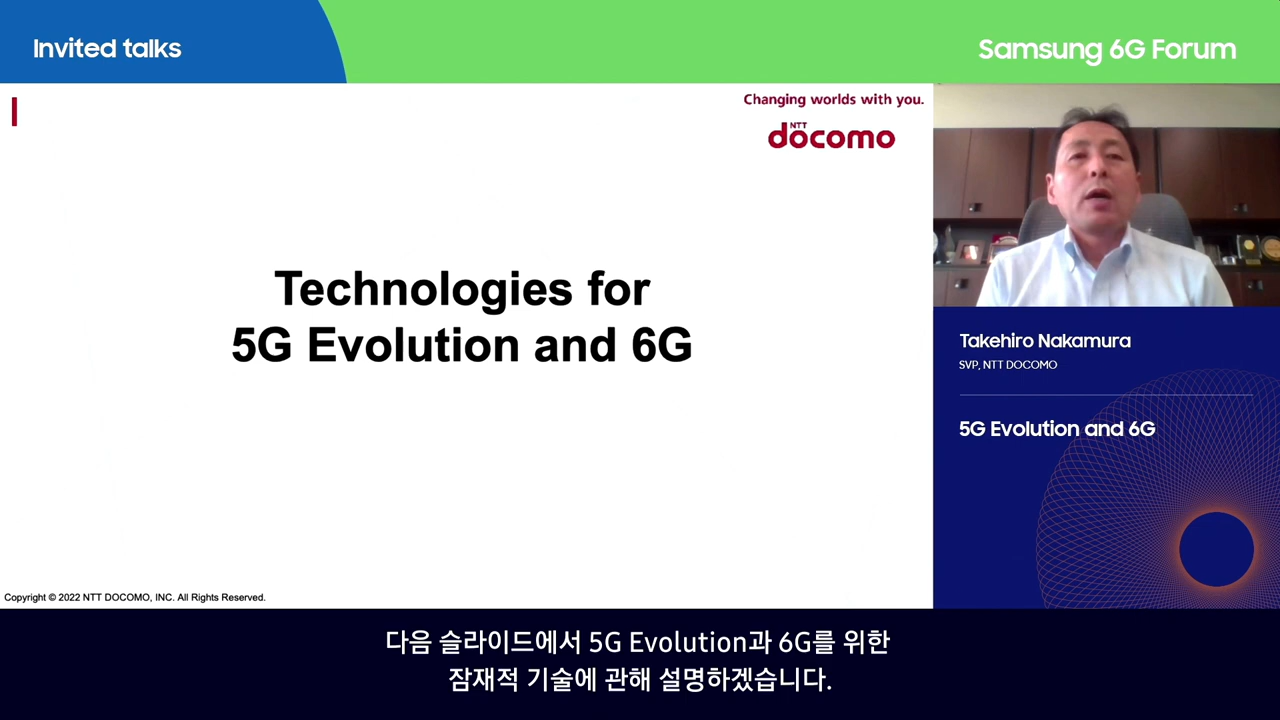 Invited talks
Samsung 6G Forum
Changing worlds with you.
NTT
docomo
Technologies for
5G Evolution and 6G
Copyright © 2022 NTT DOCOMO, INC. All Rights Reserved.
Takehiro Nakamura
SVP, NTT DOCOMO
5G Evolution and 6G
다음 슬라이드에서 5G Evolution과 6G를 위한
잠재적 기술에 관해 설명하겠습니다.